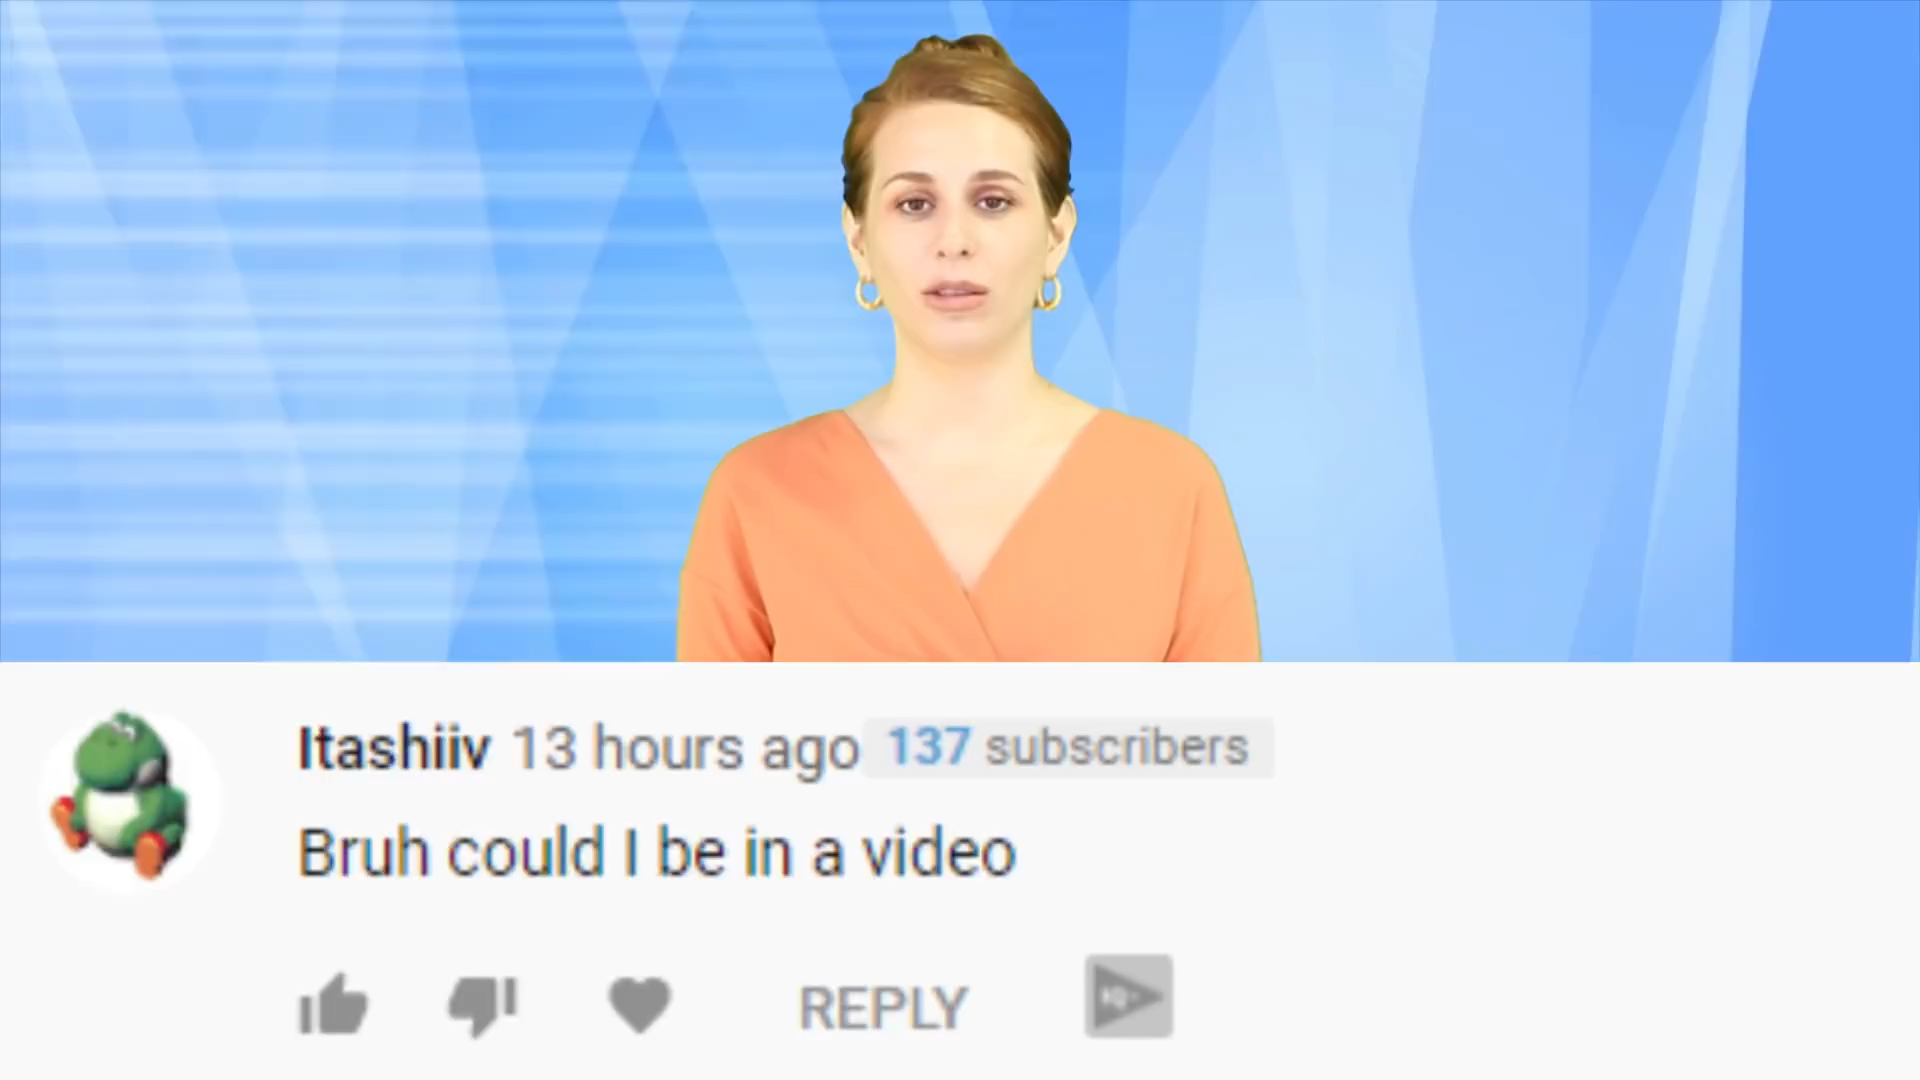 Itashiiv 13 hours ago 137 subscribers
Bruh could I be in a video
REPLY